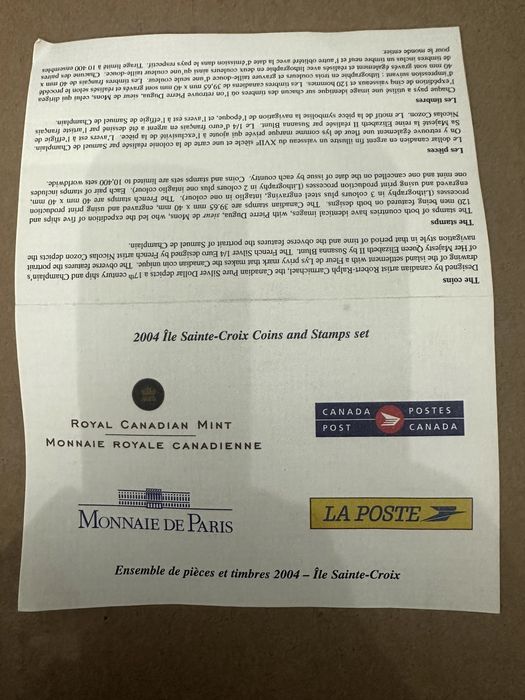 2004 Île Sainte-Croix Coins and Stamps set
ROYAL CANADIAN MINT
MONNAIE ROYALE CANADIENNE
CANADA POSTES
POST CANADA
MONNAIE DE PARIS
LA POSTE
Ensemble de pièces et timbres 2004 – Île Sainte-Croix
The coins
Designed by canadian artist Robert-Ralph Carmichael, the Canadian Pure Silver Dollar depicts a 17th century ship and Champlain's
drawing of the island settlement with a Fleur de Lys privy mark that makes the Canadian coin unique. The adverse features the portrait
of Her Majesty Queen Elizabeth II by Susanna Blunt. The French Silver 1/4 Euro designed by French artist Nicolas Cozon depicts the
navigation style in that period of time and the obverse features the portrait of Samuel de Champlain.
The stamps
The stamps of both countries have identical images, with Pierre Dugua, sieur de Mons, who led the expedition of five ships and
120 men being featured on both designs. The Canadian stamps are 39.65 mm x 40 mm, engraved and using print production
processes (Lithography in 3 colours plus steel engraving, intaglio in one colour). The French stamps are 40 mm x 40 mm,
engraved and using print production processes (Lithography in 2 colours plus one intaglio color). Each pair of stamps includes
one mint and one cancelled on the date of issue by each country. Coins and stamps sets are limited to 10,000 sets worldwide.
Les pièces
Le dollar canadien en argent fin illustre un vaisseau du XVIIe siècle et une carte de la colonie réalisée par Samuel de Champlain.
On y retrouve également une fleur de lys comme marque privée qui ajoute à l'exclusivité de la pièce. L'avers est à l'effigie de
Sa Majesté la reine Elizabeth II réalisée par Susanna Blunt. Le 1/4 d'euro français en argent a été dessiné par l'artiste français
Nicolas Cozon. Le motif de la pièce symbolise la navigation de l'époque, et l'avers est à l'effigie de Samuel de Champlain.
Les timbres
Chaque pays a utilisé une image identique sur chacun des timbres où l'on retrouve Pierre Dugua, sieur de Mons, celui qui dirigea
l'expédition de cinq vaisseaux et 120 hommes. Les timbres canadiens de 39,65 mm x 40 mm sont gravés et réalisés selon le procédé
d'impression suivant : lithographie en trois couleurs et gravure taille-douce d'une seule couleur. Les timbres français de 40 mm x
40 mm sont gravés également et réalisés avec lithographie en deux couleurs ainsi qu'une couleur taille-douce. Chacune des paires
de timbres inclus un timbre neuf et l'autre oblitéré avec la date d'émission dans le pays respectif. Tirage limité à 10 000 ensembles
pour le monde entier.